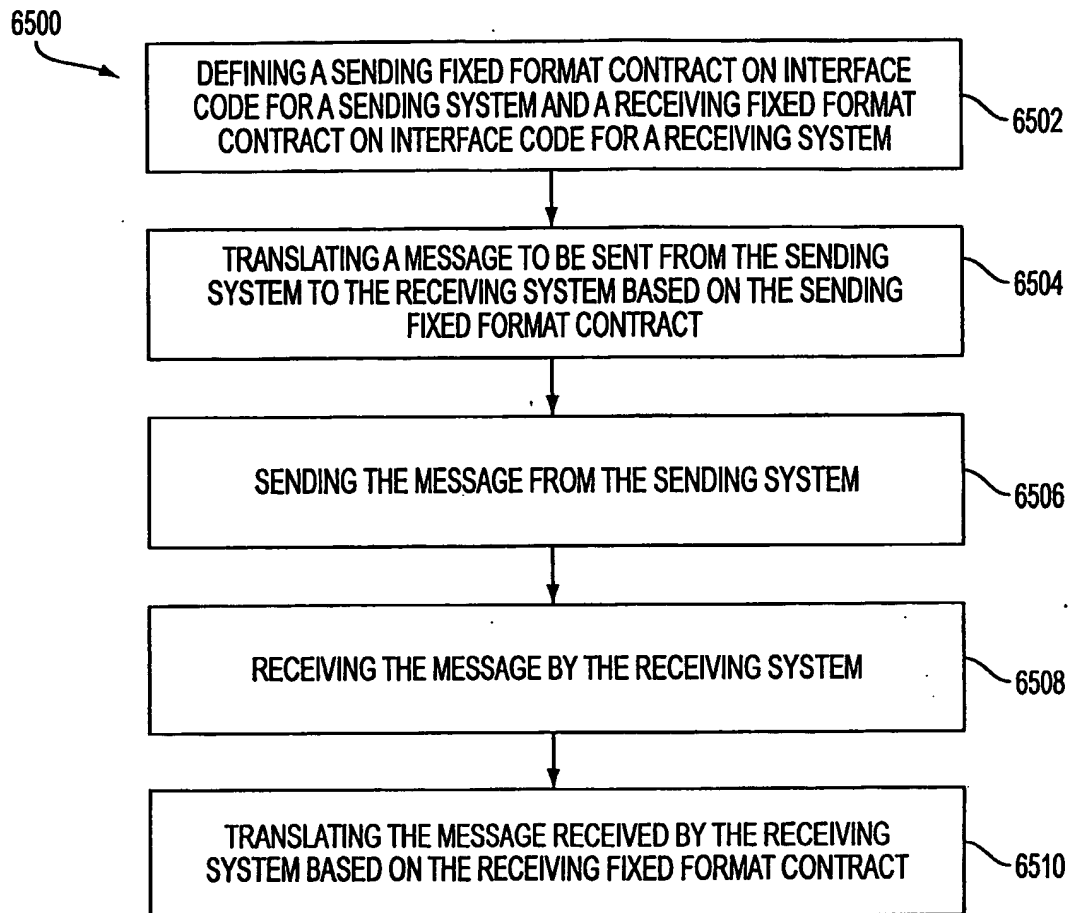 6500
DEFINING A SENDING FIXED FORMAT CONTRACT ON INTERFACE
CODE FOR A SENDING SYSTEM AND A RECEIVING FIXED FORMAT
CONTRACT ON INTERFACE CODE FOR A RECEIVING SYSTEM
6502
TRANSLATING A MESSAGE TO BE SENT FROM THE SENDING
SYSTEM TO THE RECEIVING SYSTEM BASED ON THE SENDING
FIXED FORMAT CONTRACT
6504
SENDING THE MESSAGE FROM THE SENDING SYSTEM
6506
RECEIVING THE MESSAGE BY THE RECEIVING SYSTEM
6508
TRANSLATING THE MESSAGE RECEIVED BY THE RECEIVING
SYSTEM BASED ON THE RECEIVING FIXED FORMAT CONTRACT
6510